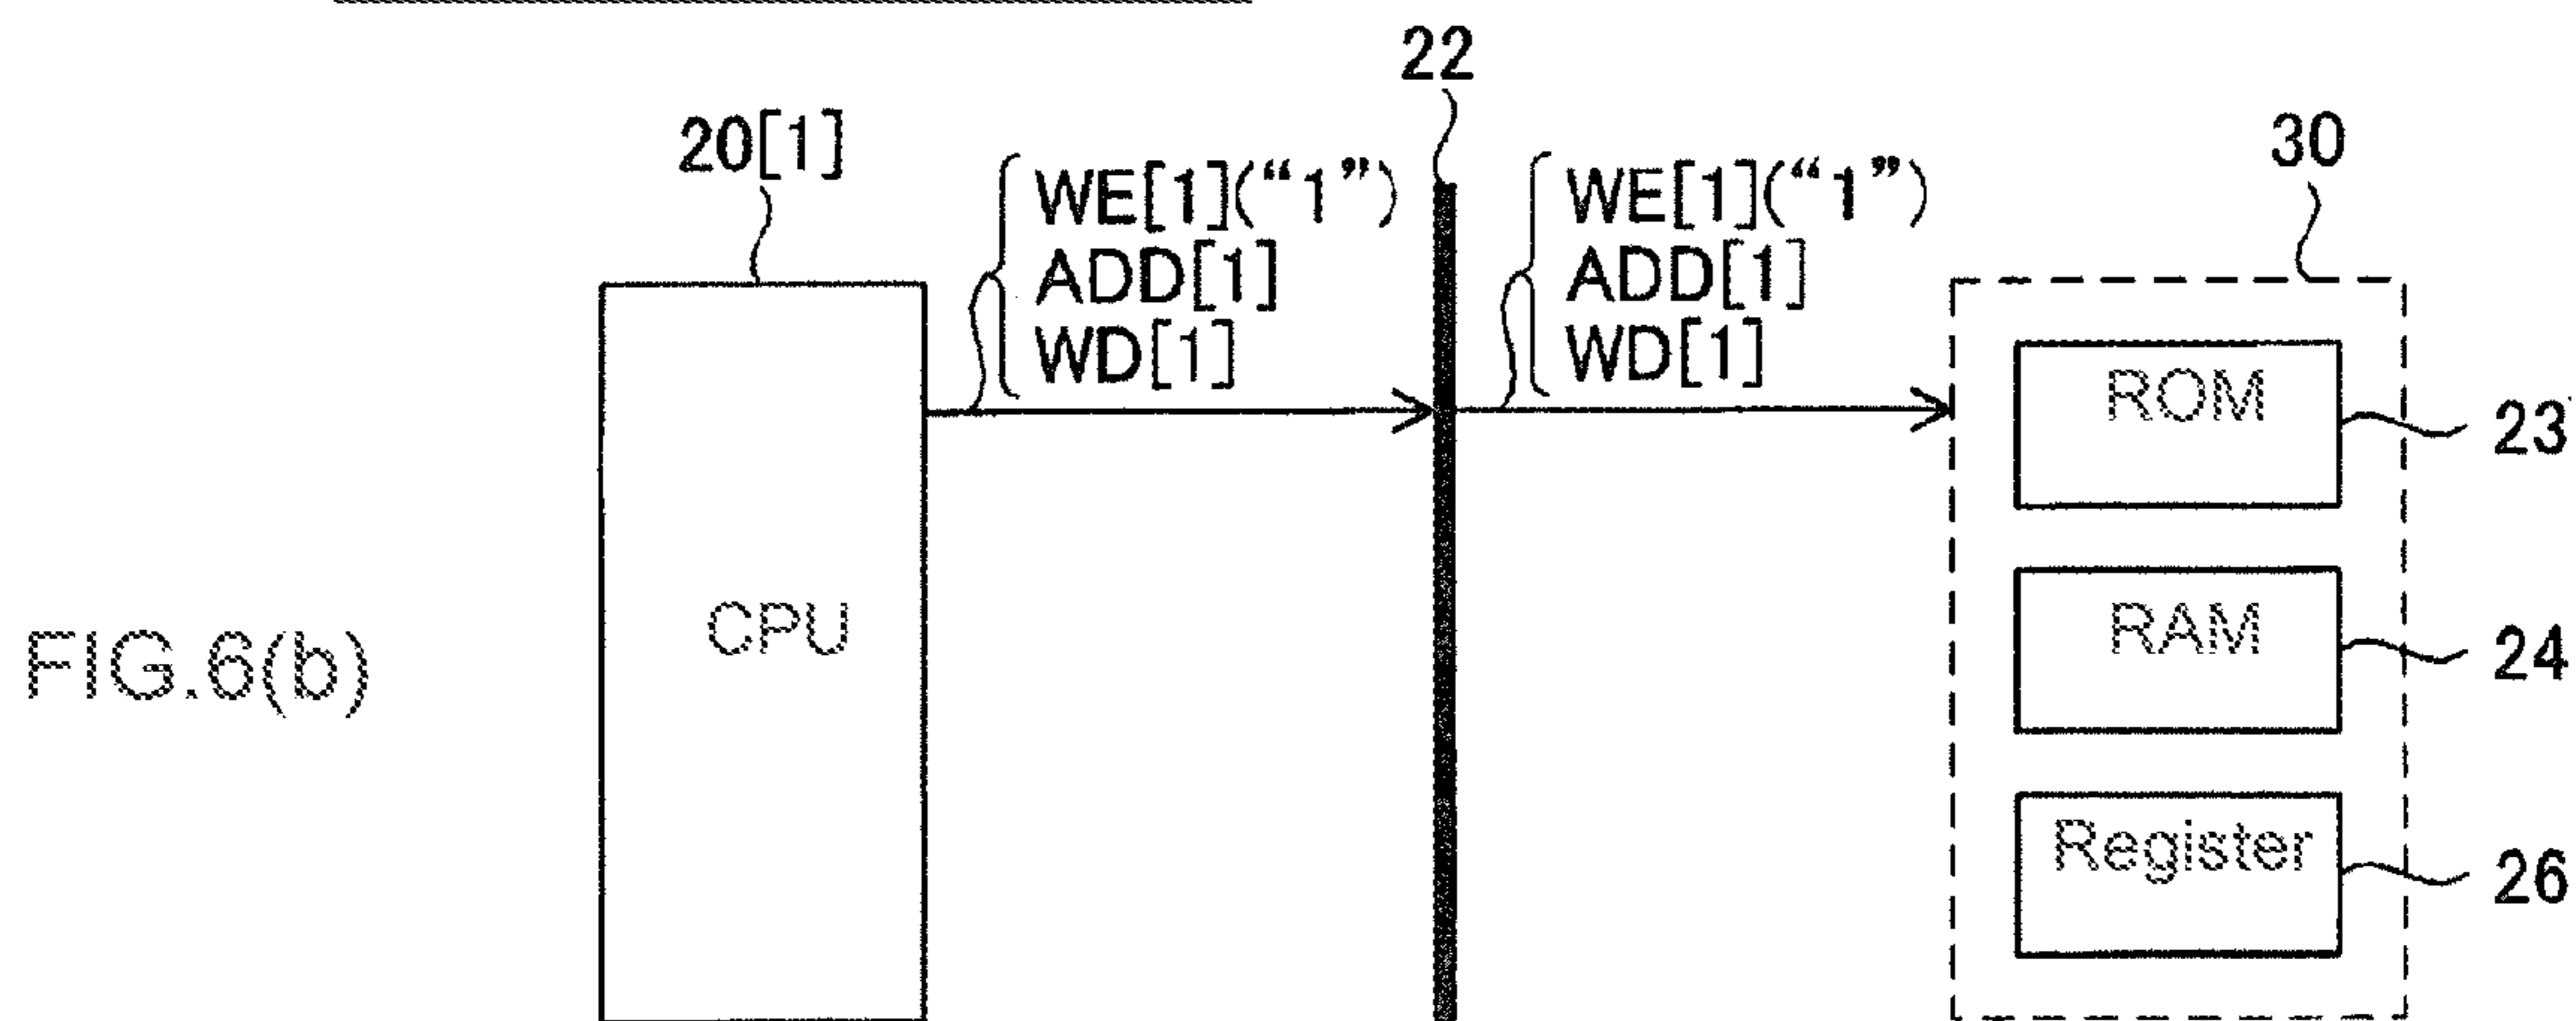 22
20[1]
30
WE[1](“1”)
ADD[1]
WD[1]
WE[1](“1”)
ADD[1]
WD[1]
ROM
23
FIG.6(b)
CPU
RAM
24
Register
26